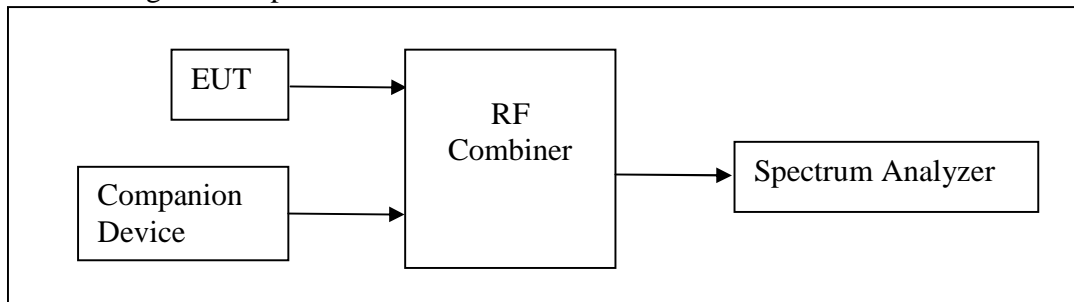 EUT
RF
Combiner
Spectrum Analyzer
Companion
Device